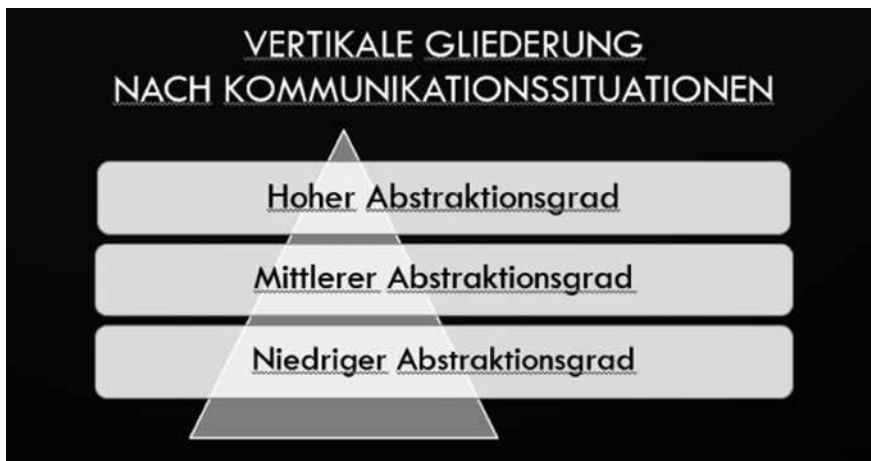 VERTIKALE GLIEDERUNG
NACH KOMMUNIKATIONSSITUATIONEN
Hoher Abstraktionsgrad
Mittlerer Abstraktionsgrad
Niedriger Abstraktionsgrad